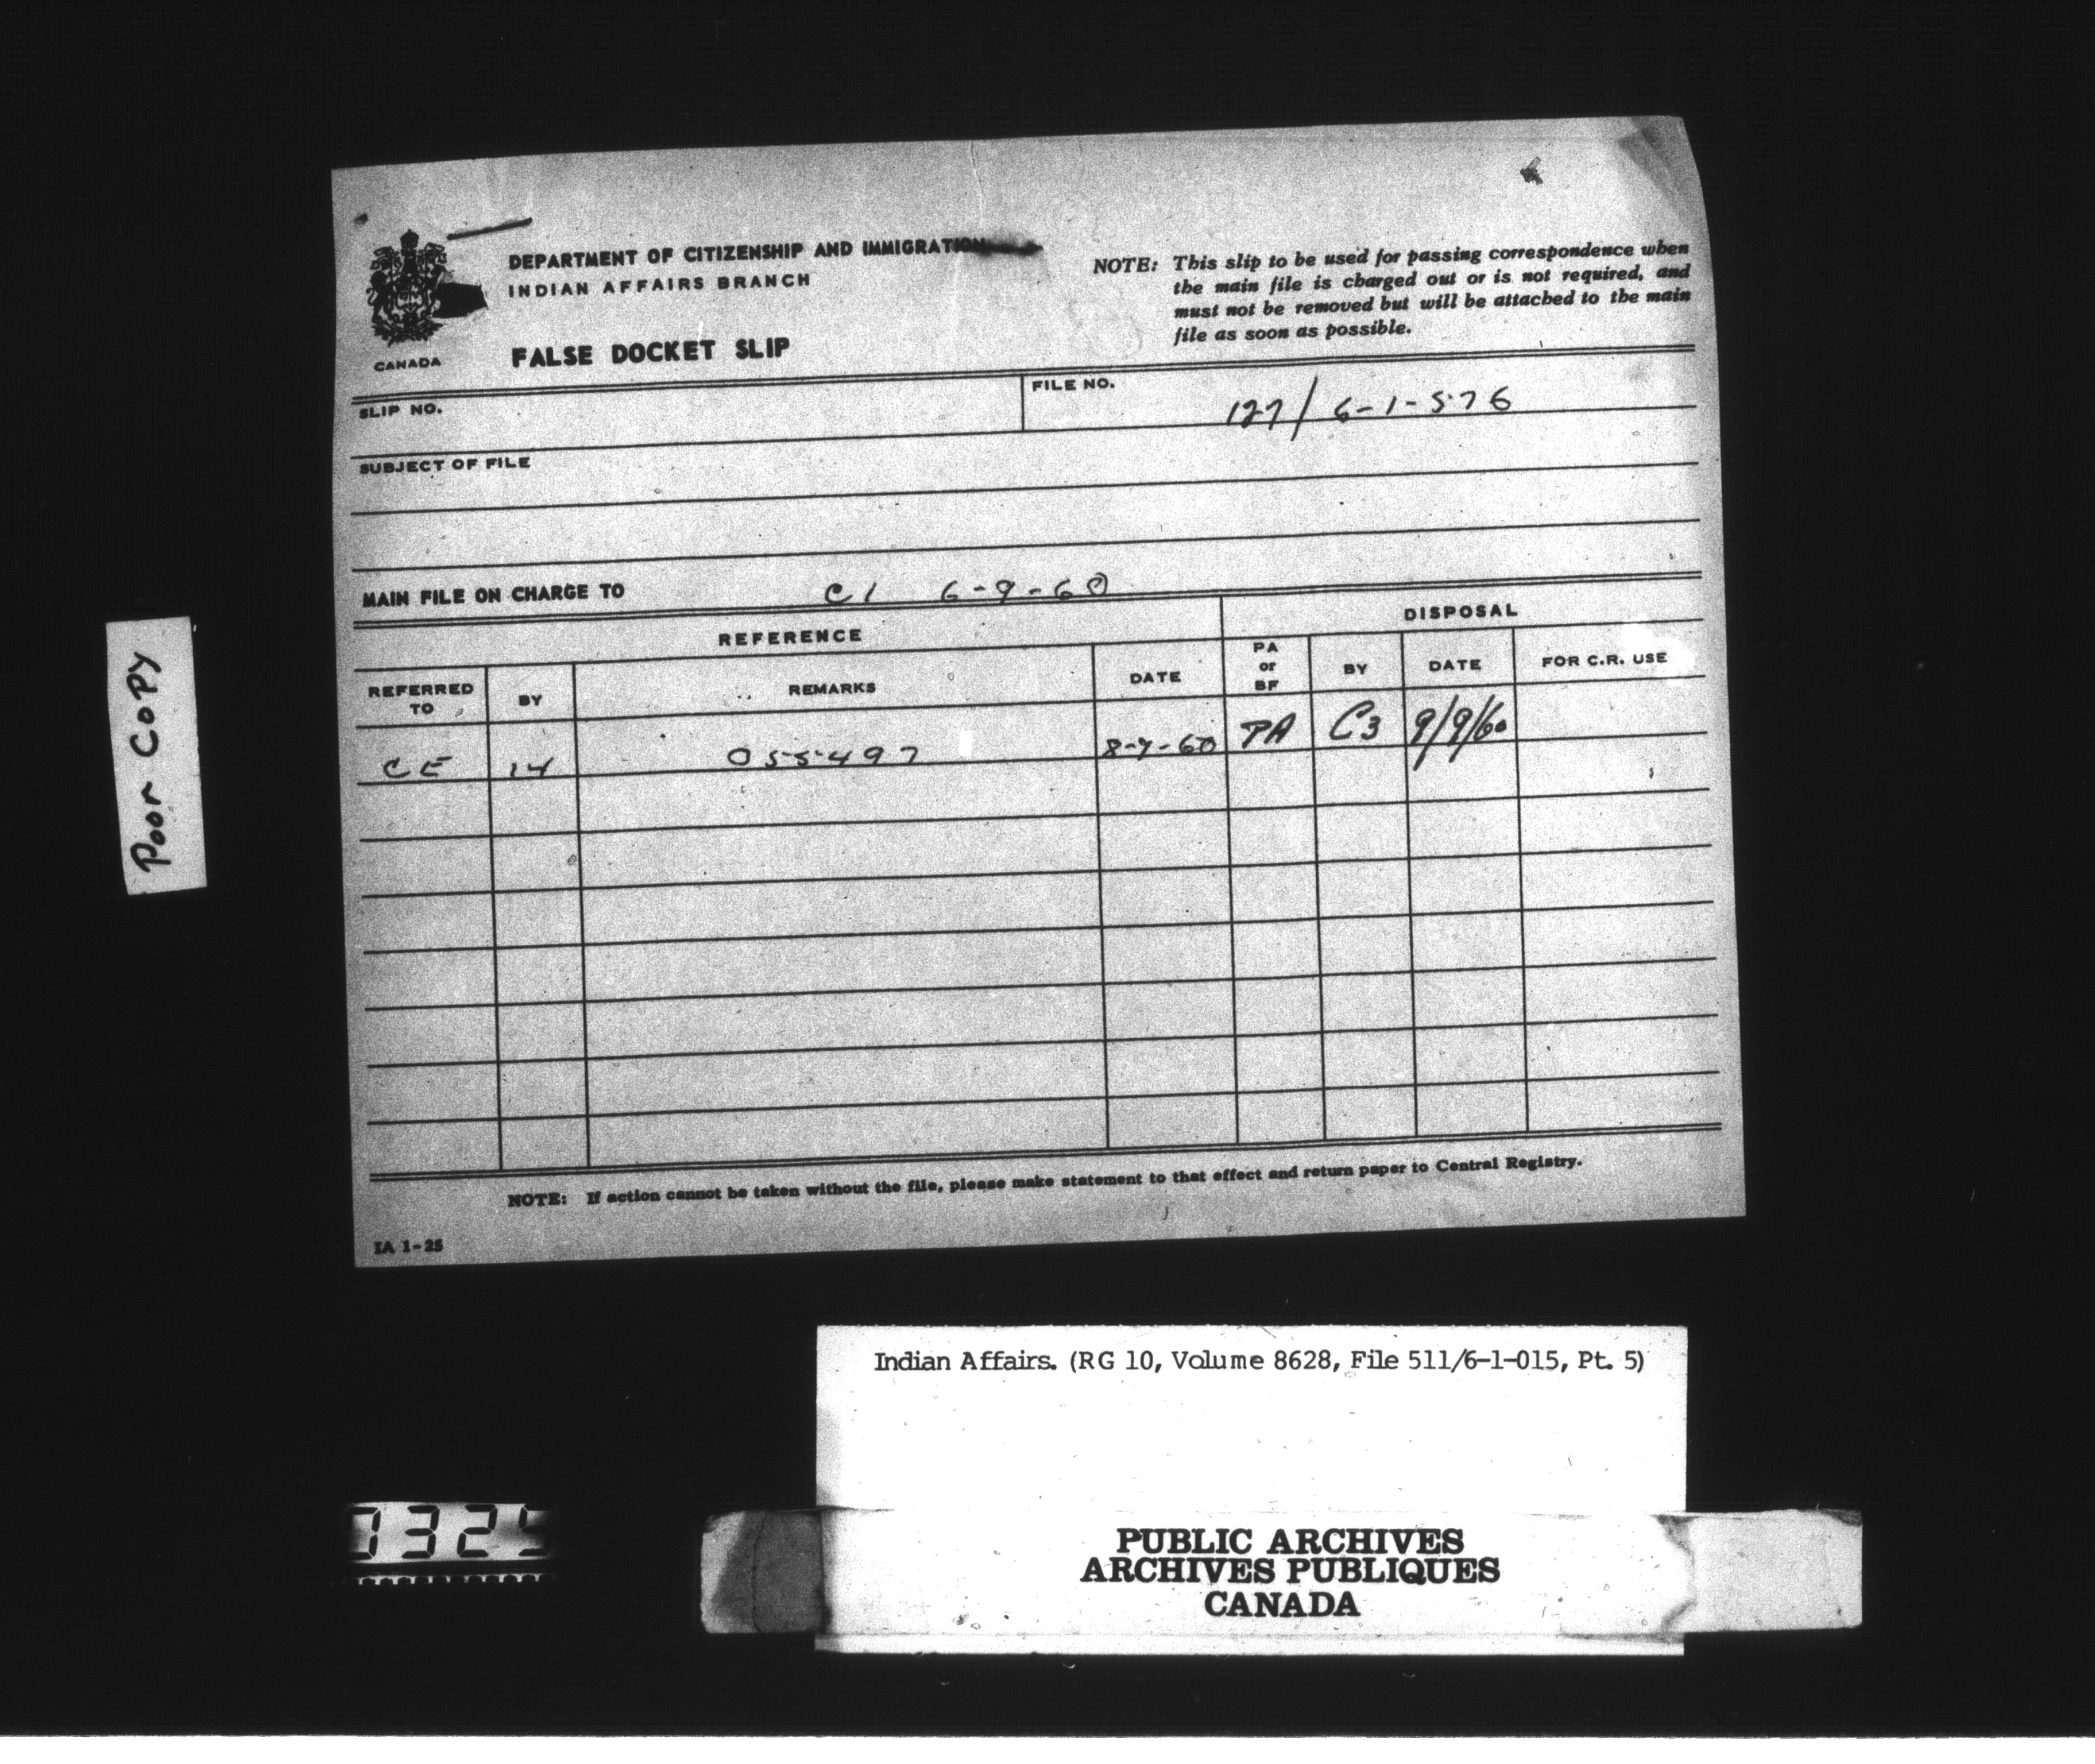 DEPARTMENT OF CITIZENSHIP AND IMMIGRATION
INDIAN AFFAIRS BRANCH
CANADA
FALSE DOCKET SLIP
NOTE: This slip to be used for passing correspondence when
the main file is charged out or is not required, and
must not be removed but will be attached to the main
file as soon as possible.
SLIP NO.
FILE NO.
127/6-1-576
SUBJECT OF FILE
MAIN FILE ON CHARGE TO C1 6-9-60
REFERENCE
DISPOSAL
REFERRED TO
BY
REMARKS
DATE
PA or BF
BY
DATE
FOR C.R. USE
CE 14 055497 8-9-60 PA C3 9/9/60
NOTE: If action cannot be taken without the file, please make statement to that effect and return paper to Central Registry.
IA 1-25
Poor Copy
Indian Affairs. (RG 10, Volume 8628, File 511/6-1-015, Pt. 5)
PUBLIC ARCHIVES
ARCHIVES PUBLIQUES
CANADA